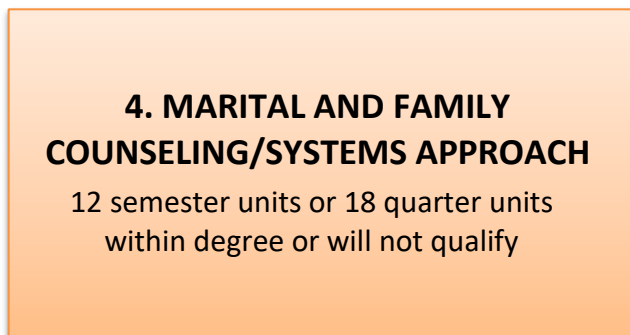 4. MARITAL AND FAMILY
COUNSELING/SYSTEMS APPROACH
12 semester units or 18 quarter units
within degree or will not qualify